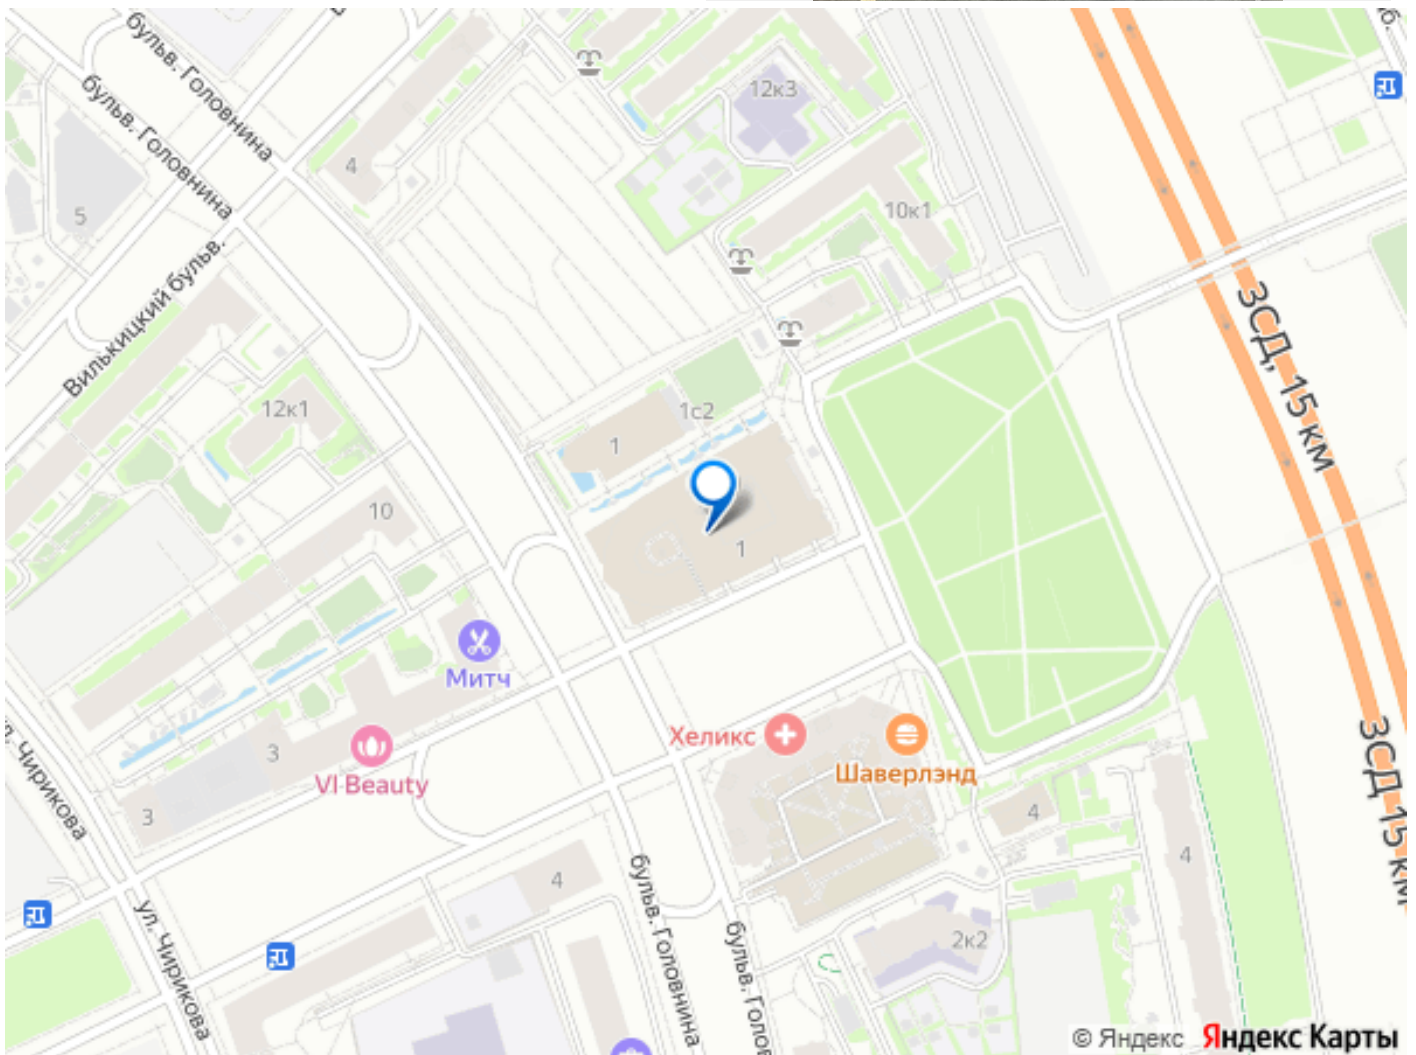 бульв. Головнина
бульв. Головнина
12к3
4
5
10к1
Вилькицкий бульв.
ЗСД, 15 км
12к1
1с2
1
10
1
Митч
3
VI Beauty
Хеликс
Шаверлэнд
3
ул. Чирикова
ЗСД 15 км
4
4
4
2к2
бульв. Головнина
бульв. Голов
© Яндекс Яндекс Карты